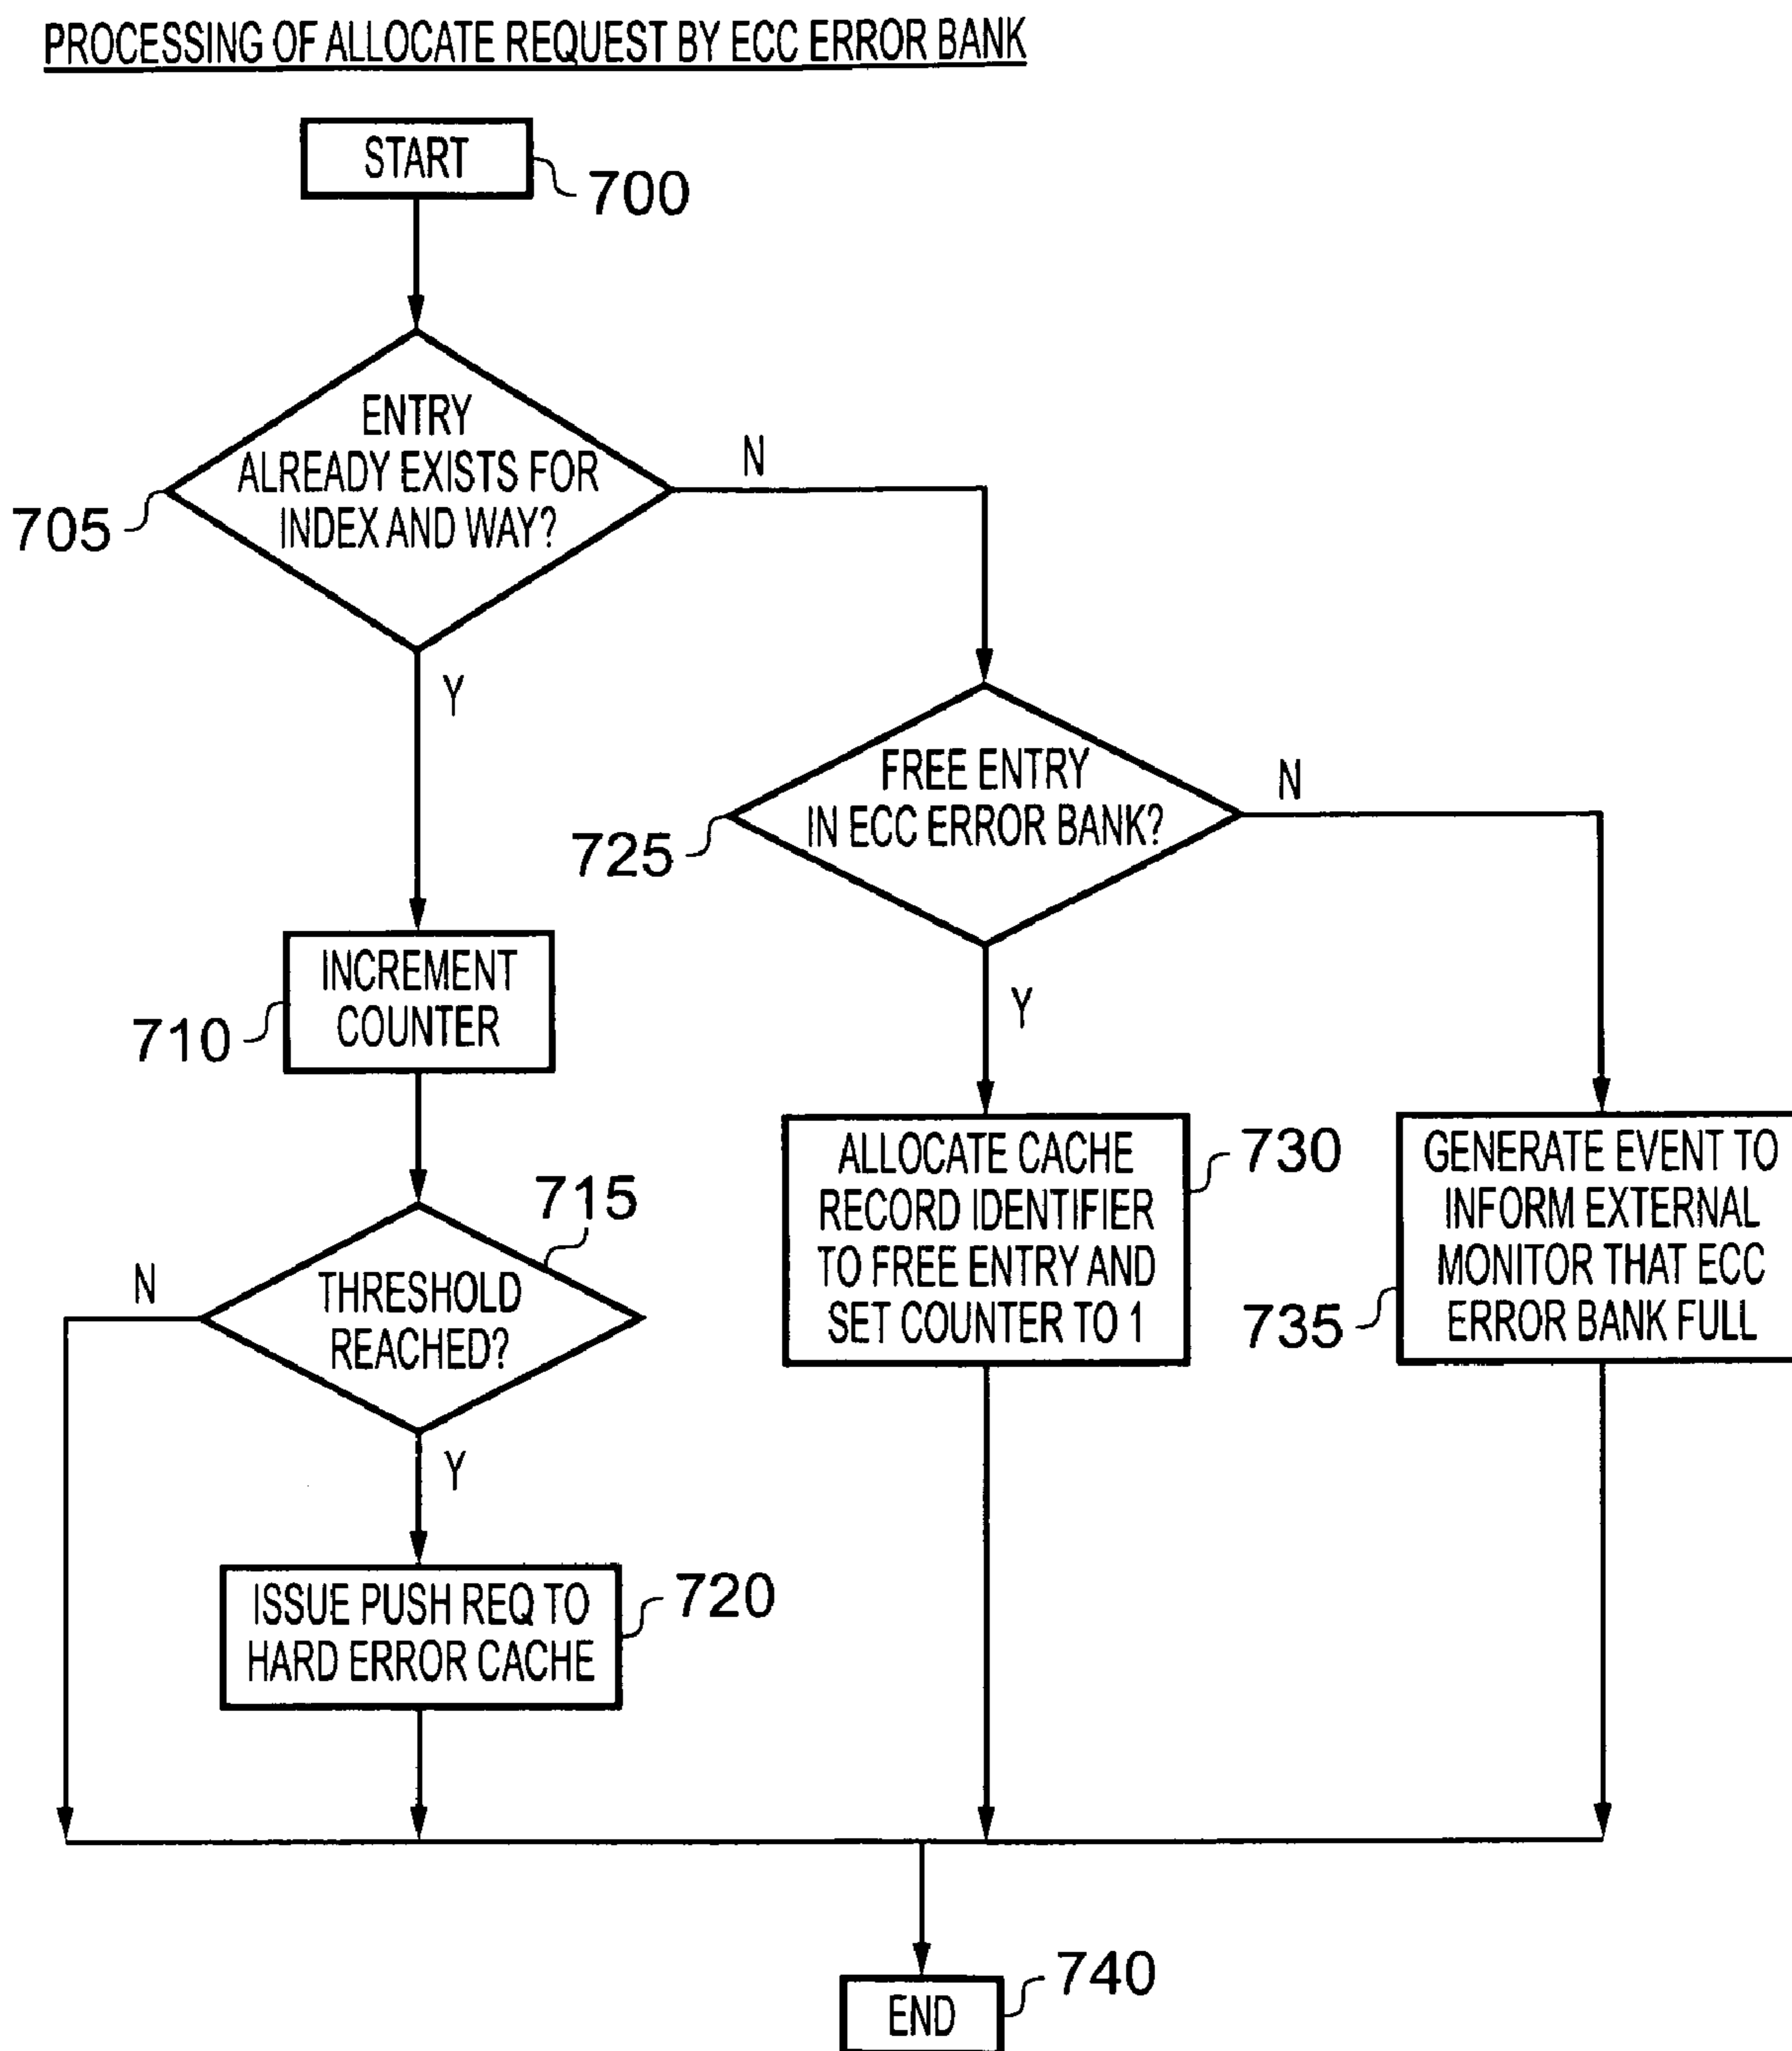 PROCESSING OF ALLOCATE REQUEST BY ECC ERROR BANK
START
700
ENTRY
ALREADY EXISTS FOR
INDEX AND WAY?
705
N
Y
FREE ENTRY
IN ECC ERROR BANK?
725
N
Y
INCREMENT
COUNTER
710
ALLOCATE CACHE
RECORD IDENTIFIER
TO FREE ENTRY AND
SET COUNTER TO 1
730
GENERATE EVENT TO
INFORM EXTERNAL
MONITOR THAT ECC
ERROR BANK FULL
735
715
THRESHOLD
REACHED?
N
Y
ISSUE PUSH REQ TO
HARD ERROR CACHE
720
END
740